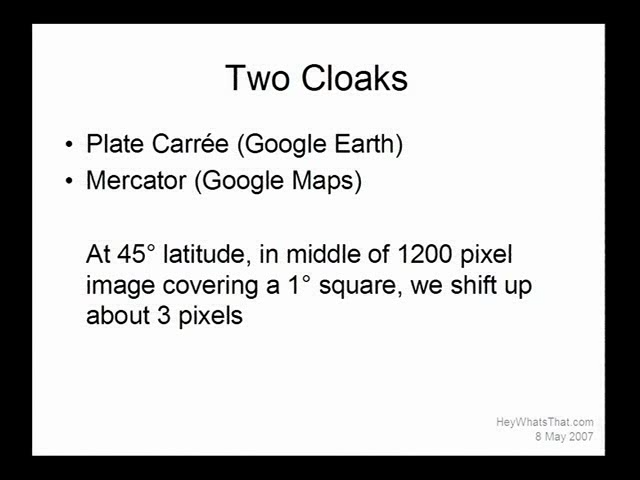 Two Cloaks
• Plate Carrée (Google Earth)
• Mercator (Google Maps)
At 45° latitude, in middle of 1200 pixel
image covering a 1° square, we shift up
about 3 pixels
HeyWhatsThat.com
8 May 2007